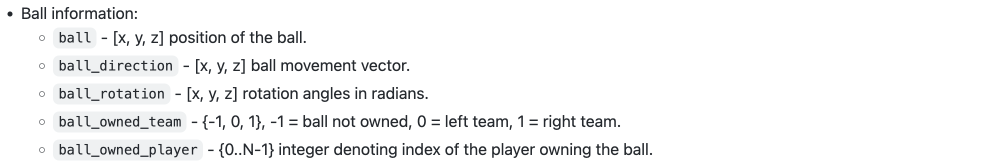 • Ball information:
○ ball - [x, y, z] position of the ball.
○ ball_direction - [x, y, z] ball movement vector.
○ ball_rotation - [x, y, z] rotation angles in radians.
○ ball_owned_team - {-1, 0, 1}, -1 = ball not owned, 0 = left team, 1 = right team.
○ ball_owned_player - {0..N-1} integer denoting index of the player owning the ball.